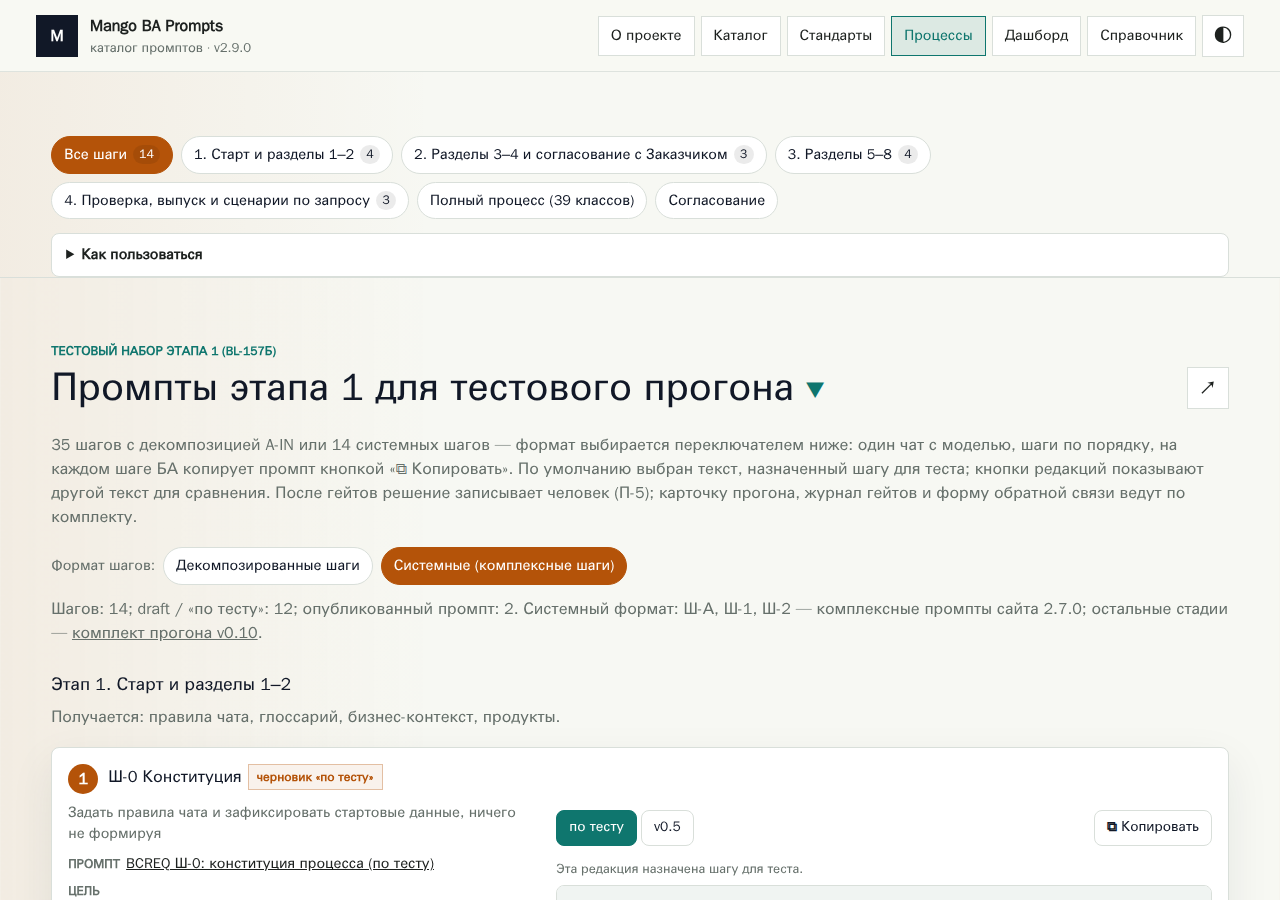 M
Mango BA Prompts
каталог промптов · v2.9.0
О проекте
Каталог
Стандарты
Процессы
Дашборд
Справочник
Все шаги 14
1. Старт и разделы 1–2 4
2. Разделы 3–4 и согласование с Заказчиком 3
3. Разделы 5–8 4
4. Проверка, выпуск и сценарии по запросу 3
Полный процесс (39 классов)
Согласование
▶ Как пользоваться
ТЕСТОВЫЙ НАБОР ЭТАПА 1 (BL-157Б)
Промпты этапа 1 для тестового прогона ▼
↗
35 шагов с декомпозицией A-IN или 14 системных шагов — формат выбирается переключателем ниже: один чат с моделью, шаги по порядку, на
каждом шаге БА копирует промпт кнопкой «⧉ Копировать». По умолчанию выбран текст, назначенный шагу для теста; кнопки редакций показывают
другой текст для сравнения. После гейтов решение записывает человек (П-5); карточку прогона, журнал гейтов и форму обратной связи ведут по
комплекту.
Формат шагов: Декомпозированные шаги Системные (комплексные шаги)
Шагов: 14; draft / «по тесту»: 12; опубликованный промпт: 2. Системный формат: Ш-А, Ш-1, Ш-2 — комплексные промпты сайта 2.7.0; остальные стадии
— комплект прогона v0.10.
Этап 1. Старт и разделы 1–2
Получается: правила чата, глоссарий, бизнес-контекст, продукты.
1 Ш-0 Конституция черновик «по тесту»
Задать правила чата и зафиксировать стартовые данные, ничего
не формируя
ПРОМПТ BCREQ Ш-0: конституция процесса (по тесту)
ЦЕЛЬ
по тесту v0.5 ⧉ Копировать
Эта редакция назначена шагу для теста.